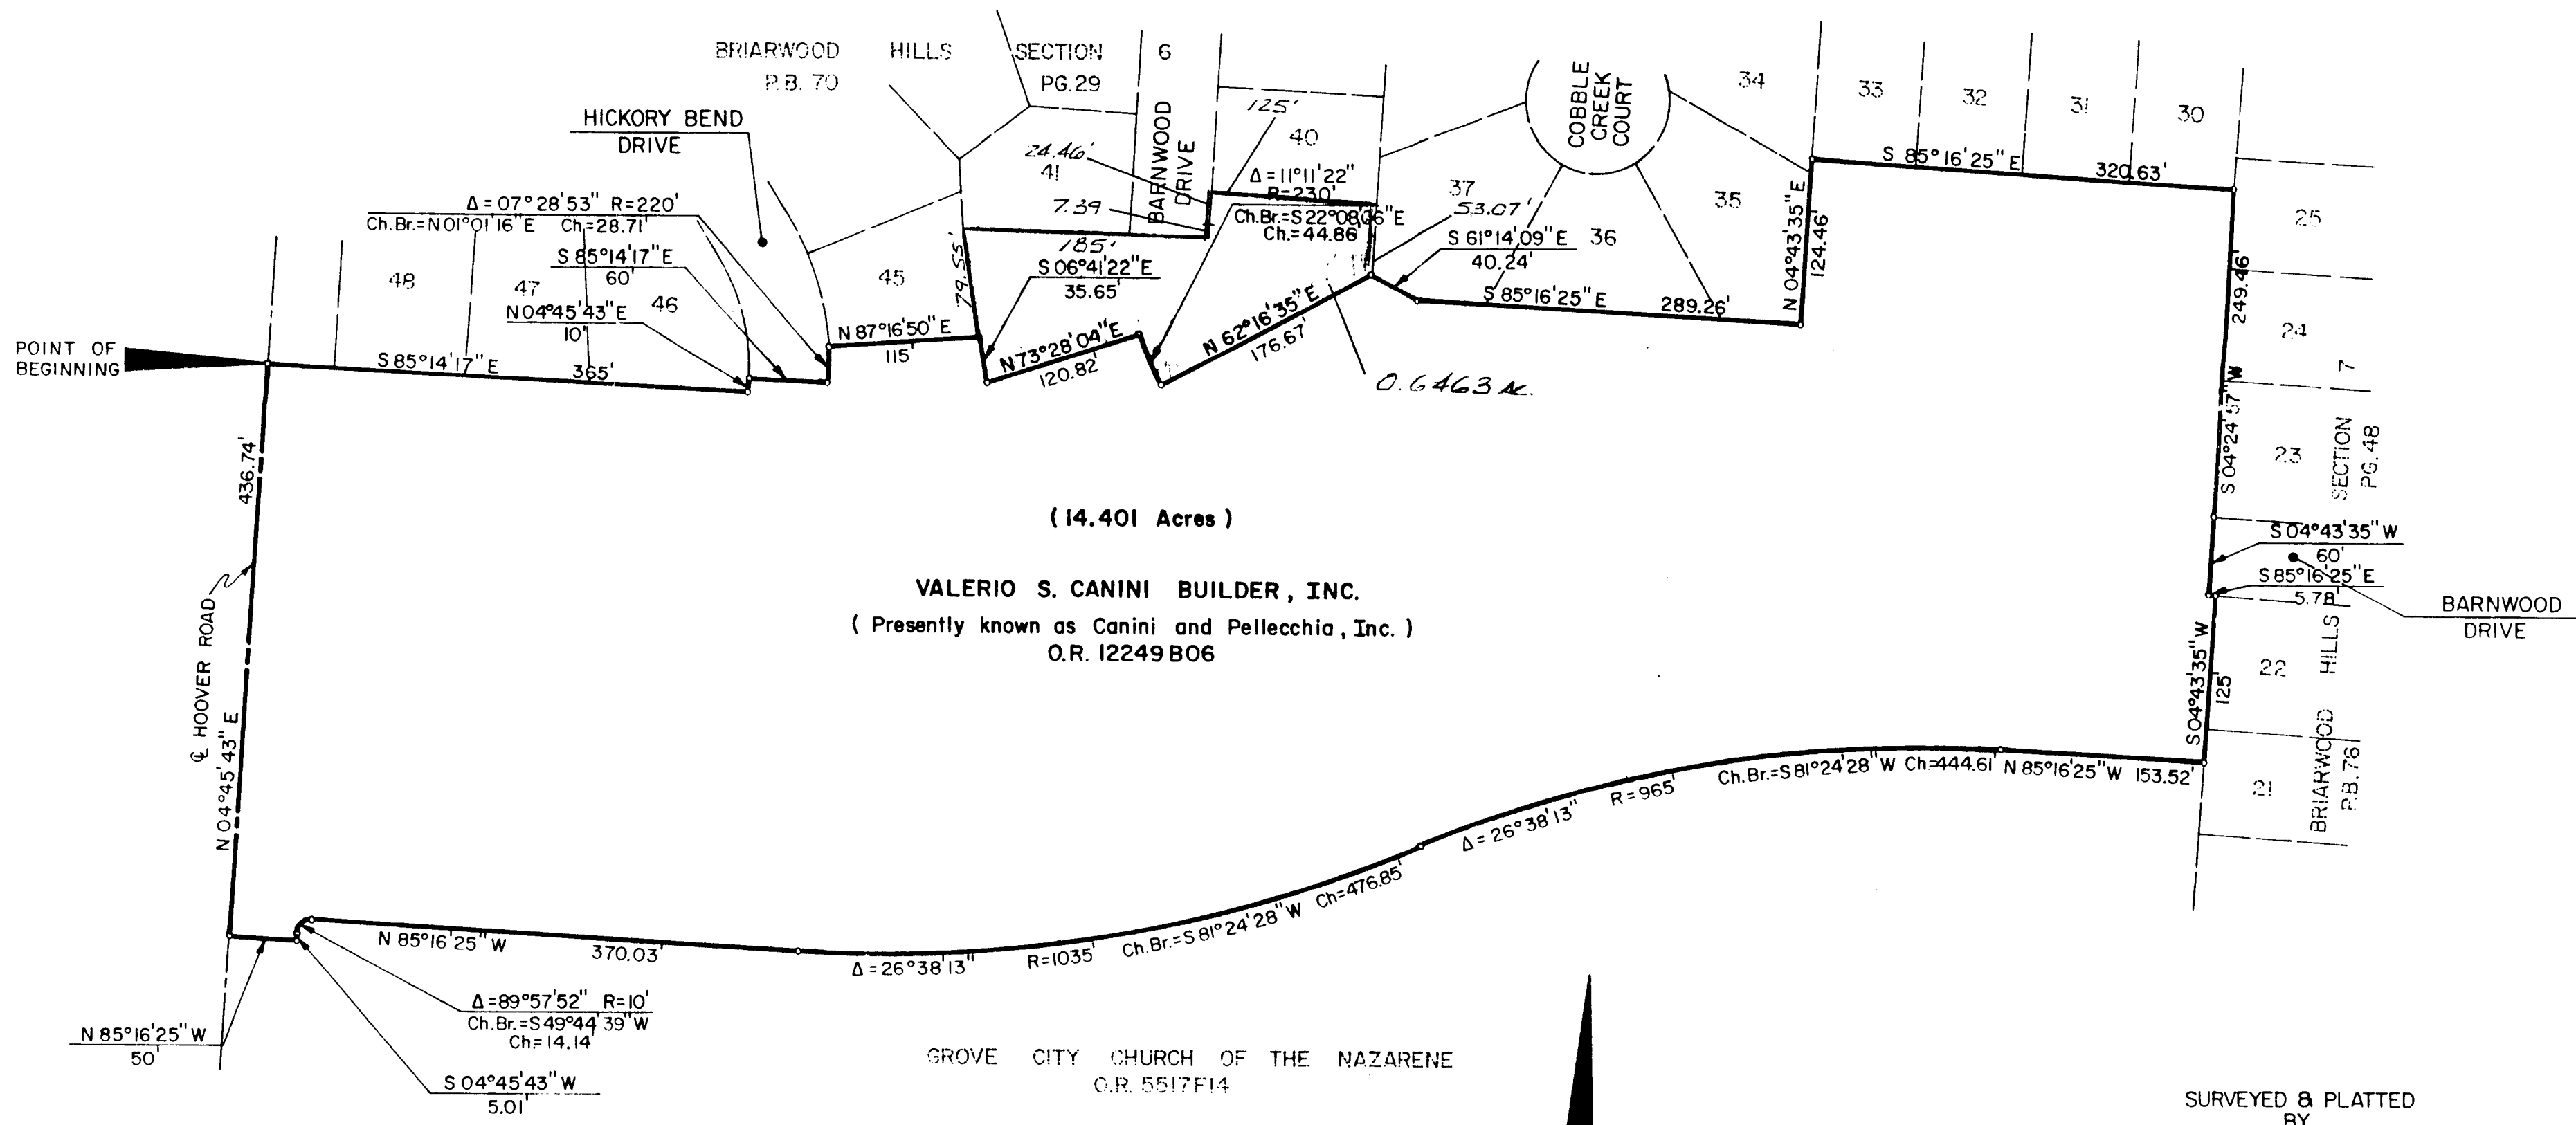 BRIARWOOD HILLS SECTION 6
P.B. 70 PG.29
HICKORY BEND
DRIVE
BARNWOOD
DRIVE
COBBLE
CREEK
COURT
34
33
32
31
30
125'
40
24.46'
41
7.39
Δ = 11°11'22"
R=230'
Ch.Br.=S 22°08'06"E
Ch.=44.86'
37
53.07'
35
36
S 85°16'25" E 320.63'
N 04°43'35" E
124.46'
25
Δ = 07°28'53" R=220'
Ch.Br.=N 01°01'16" E Ch=28.71'
S 85°14'17" E
60'
N 04°45'43" E
10'
48
47
46
45
79.55'
185'
S 06°41'22" E
35.65'
S 61°14'09" E
40.24'
S 85°16'25" E 289.26'
N 87°16'50" E
115'
N 73°28'04" E
120.82'
N 62°16'35" E
176.67'
0.6463 ac.
POINT OF
BEGINNING
S 85°14'17" E 365'
249.46'
S 04°24'57" W
24
23
SECTION 7
PG. 48
436.74'
N 04°45'43" E
℄ HOOVER ROAD
(14.401 Acres)
VALERIO S. CANINI BUILDER, INC.
( Presently known as Canini and Pellecchia, Inc. )
O.R. 12249 B06
S 04°43'35" W
60'
S 85°16'25" E
5.78'
BARNWOOD
DRIVE
S 04°43'35" W
125'
22
21
BRIARWOOD HILLS
P.B. 76
Δ = 26°38'13" R=965' Ch.Br.=S 81°24'28" W Ch=444.61' N 85°16'25" W 153.52'
N 85°16'25" W 370.03'
Δ = 26°38'13" R=1035' Ch.Br.=S 81°24'28" W Ch=476.85'
Δ = 89°57'52" R=10'
Ch.Br.=S 49°44'39" W
Ch=14.14'
N 85°16'25" W
50'
S 04°45'43" W
5.01'
GROVE CITY CHURCH OF THE NAZARENE
O.R. 5517F14
SURVEYED & PLATTED
BY